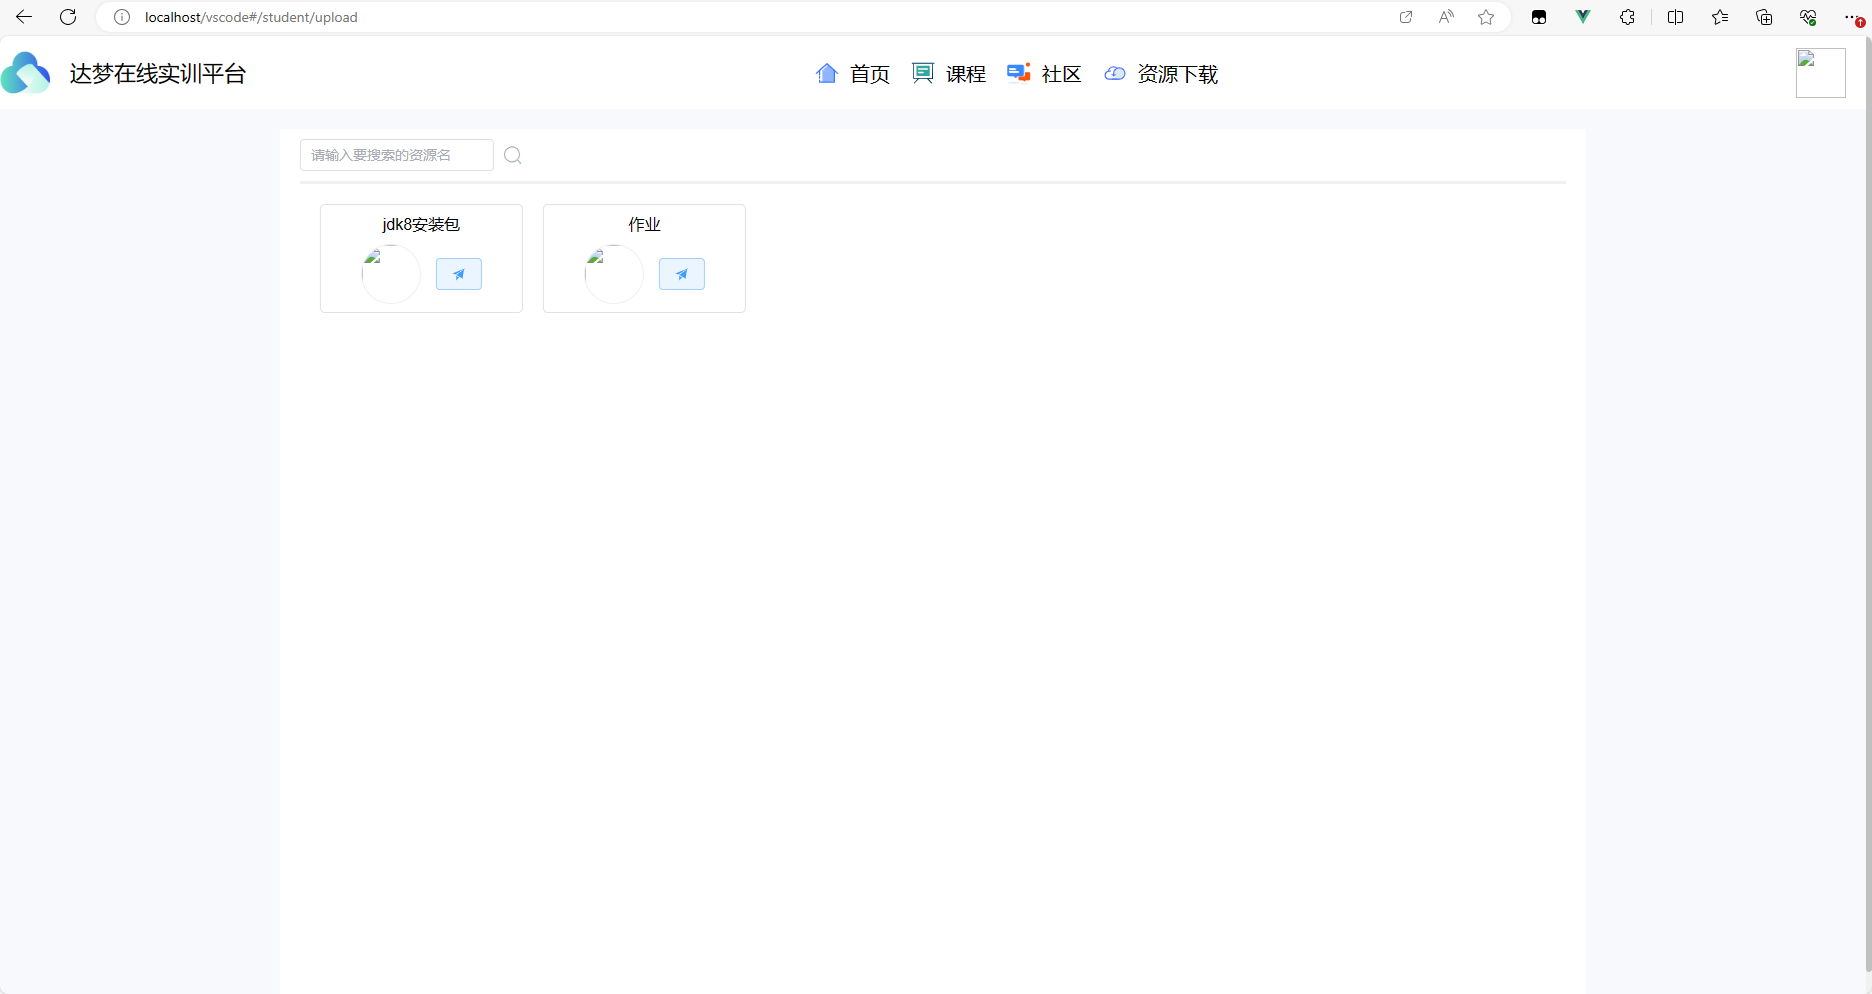 localhost/vscode#/student/upload
达梦在线实训平台
首页
课程
社区
资源下载
请输入要搜索的资源名
jdk8安装包
作业